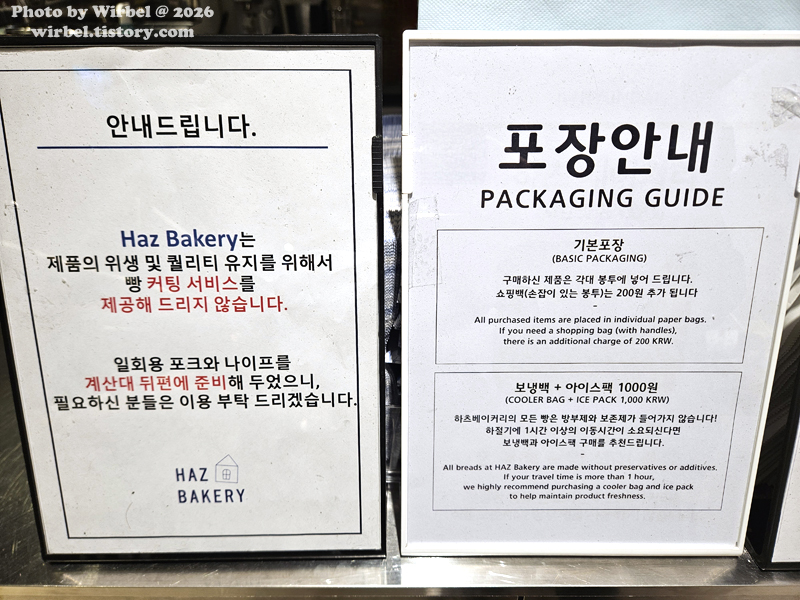 Photo by Wirbel @ 2026
wirbel.tistory.com
안내드립니다.
Haz Bakery는
제품의 위생 및 퀄리티 유지를 위해서
빵 커팅 서비스를
제공해 드리지 않습니다.
일회용 포크와 나이프를
계산대 뒤편에 준비해 두었으니,
필요하신 분들은 이용 부탁 드리겠습니다.
HAZ
BAKERY
포장안내
PACKAGING GUIDE
기본포장
(BASIC PACKAGING)
구매하신 제품은 각대 봉투에 넣어 드립니다.
쇼핑백(손잡이 있는 봉투)는 200원 추가 됩니다
-
All purchased items are placed in individual paper bags.
If you need a shopping bag (with handles),
there is an additional charge of 200 KRW.
보냉백 + 아이스팩 1000원
(COOLER BAG + ICE PACK 1,000 KRW)
하츠베이커리의 모든 빵은 방부제와 보존제가 들어가지 않습니다!
하절기에 1시간 이상의 이동시간이 소요되신다면
보냉백과 아이스팩 구매를 추천드립니다.
-
All breads at HAZ Bakery are made without preservatives or additives.
If your travel time is more than 1 hour,
we highly recommend purchasing a cooler bag and ice pack
to help maintain product freshness.